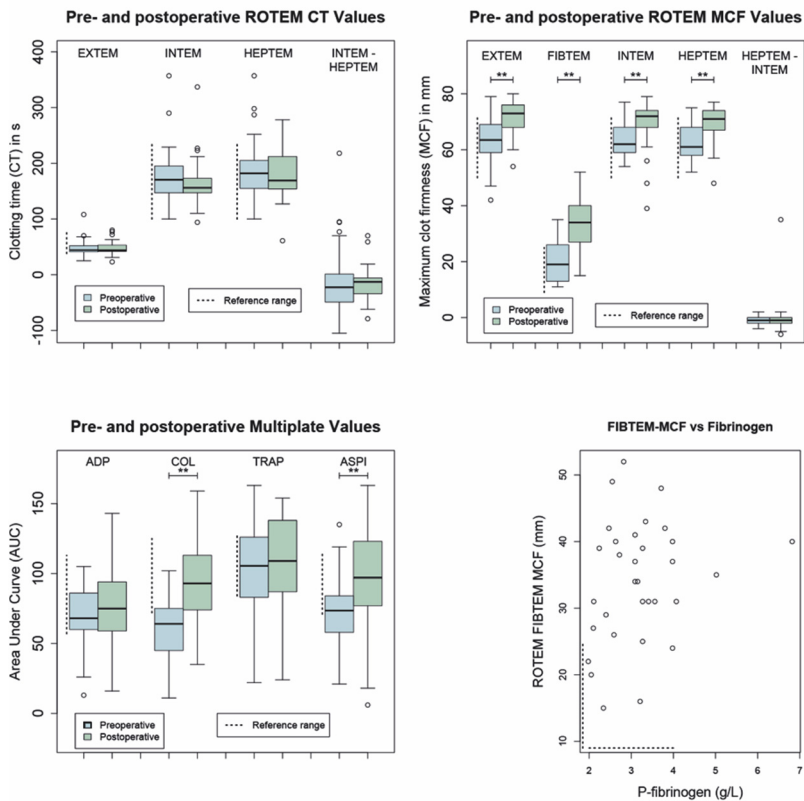 Pre- and postoperative ROTEM CT Values
EXTEM INTEM HEPTEM INTEM -
HEPTEM
Clotting time (CT) in s
400
300
200
100
0
-100
Preoperative
Postoperative
Reference range
Pre- and postoperative ROTEM MCF Values
EXTEM FIBTEM INTEM HEPTEM HEPTEM -
INTEM
** ** ** **
Maximum clot firmness (MCF) in mm
80
60
40
20
0
Preoperative
Postoperative
Reference range
Pre- and postoperative Multiplate Values
ADP COL TRAP ASPI
** **
Area Under Curve (AUC)
150
100
50
0
Preoperative
Postoperative
Reference range
FIBTEM-MCF vs Fibrinogen
ROTEM FIBTEM MCF (mm)
50
40
30
20
10
2 3 4 5 6 7
P-fibrinogen (g/L)